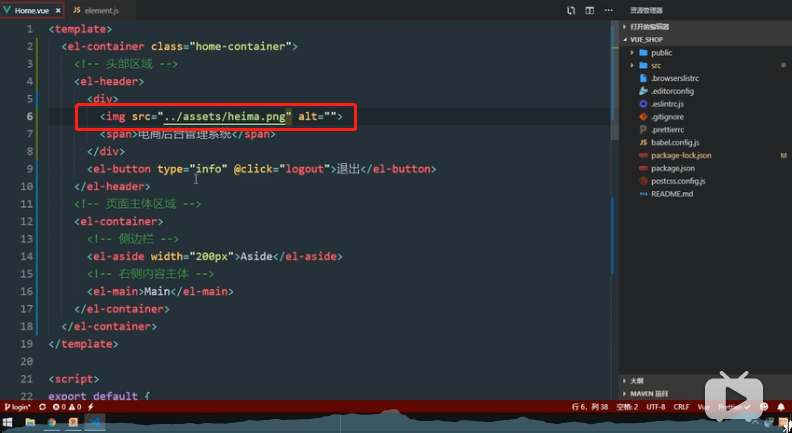 Home.vue
JS element.js
资源管理器
1 <template>
2 <el-container class="home-container">
3 <!-- 头部区域 -->
4 <el-header>
5 <div>
6 <img src="../assets/heima.png" alt="">
7 <span>电商后台管理系统</span>
8 </div>
9 <el-button type="info" @click="logout">退出</el-button>
10 </el-header>
11 <!-- 页面主体区域 -->
12 <el-container>
13 <!-- 侧边栏 -->
14 <el-aside width="200px">Aside</el-aside>
15 <!-- 右侧内容主体 -->
16 <el-main>Main</el-main>
17 </el-container>
18 </el-container>
19 </template>
20
21 <script>
22 export default {
打开的编辑器
VUE_SHOP
public
src
.browserslistrc
.editorconfig
.eslintrc.js
.gitignore
.prettierrc
JS babel.config.js
package-lock.json M
package.json
postcss.config.js
README.md
大纲
MAVEN 项目
login*
0 0
行 6，列 38
空格: 2
UTF-8
CRLF
Vue